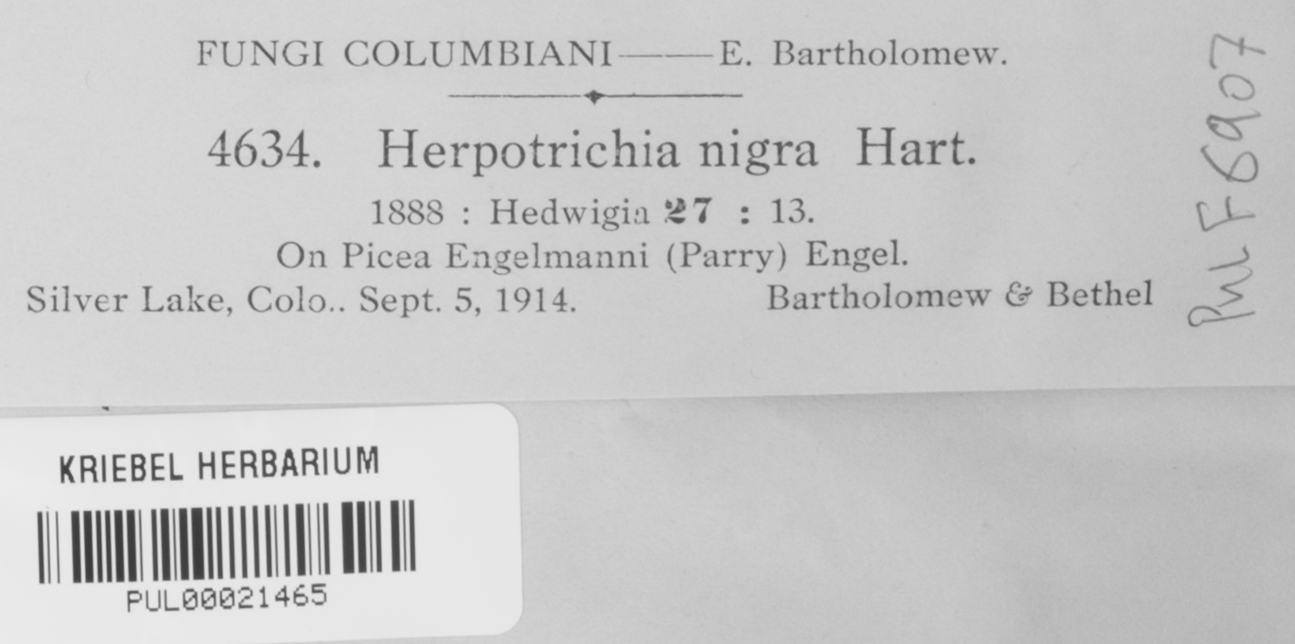 FUNGI COLUMBIANI——E. Bartholomew.
4634. Herpotrichia nigra Hart.
1888 : Hedwigia 27 : 13.
On Picea Engelmanni (Parry) Engel.
Silver Lake, Colo.. Sept. 5, 1914. Bartholomew & Bethel
PUL F6907
KRIEBEL HERBARIUM
PUL00021465